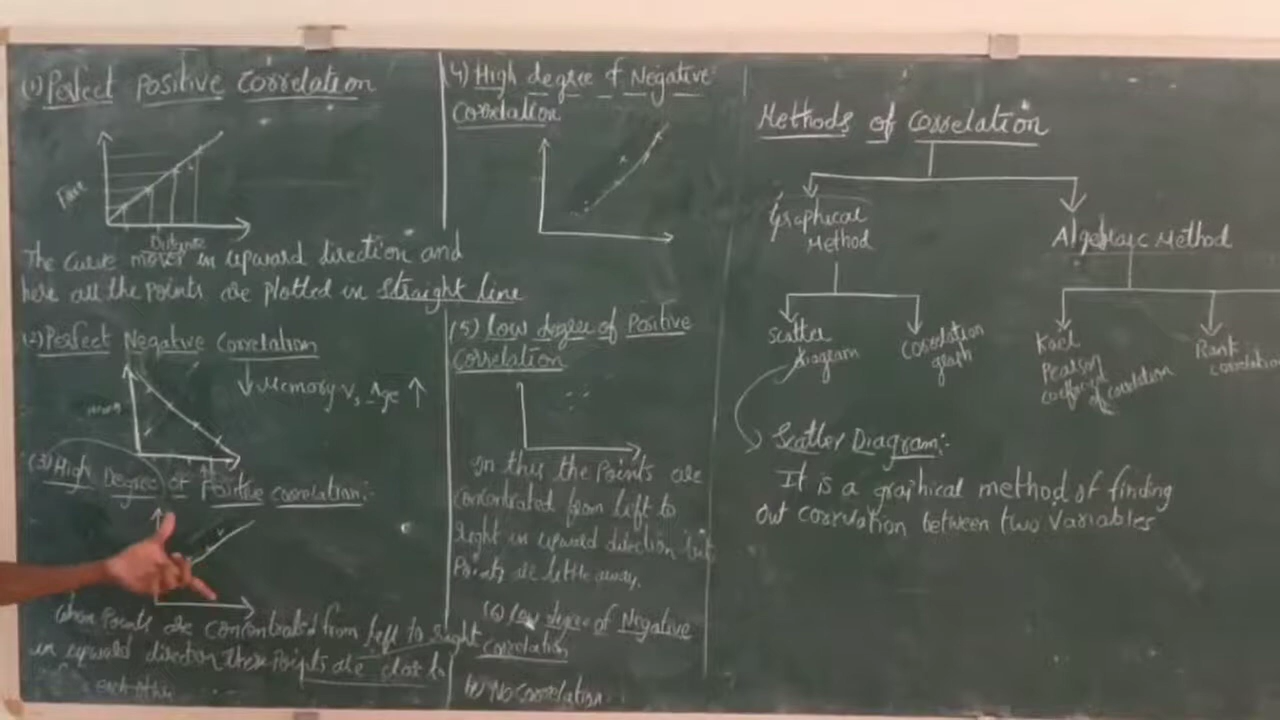 (1) Perfect positive correlation
Time
Distance
The curve moves in upward direction and
here all the points are plotted in straight line
(2) Perfect Negative Correlation
↓ Memory vs Age ↑
(3) High Degree of Positive correlation:-
When Points are concentrated from left to right
in upward direction these points are close to
each other
4) High degree of Negative
Correlation
(5) low degree of Positive
Correlation
In this the points are
concentrated from left to
right in upward direction but
Points are little away.
(6) Low degree of Negative
correlation
No correlation.
Methods of Correlation
Graphical
Method
Algebraic Method
Scatter
diagram
Correlation
graph
Karl
Pearson
coefficient
of correlation
Rank
correlation
Scatter Diagram:-
It is a graphical method of finding
out correlation between two variables